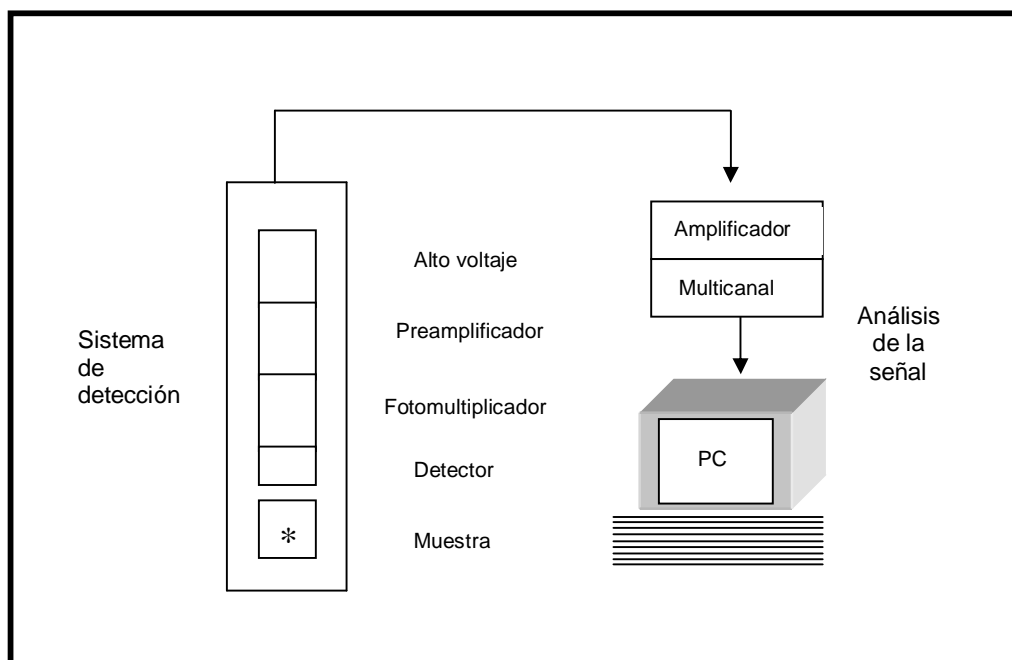 Sistema
de
detección
Alto voltaje
Preamplificador
Fotomultiplicador
Detector
Muestra
*
Amplificador
Multicanal
PC
Análisis
de la
señal